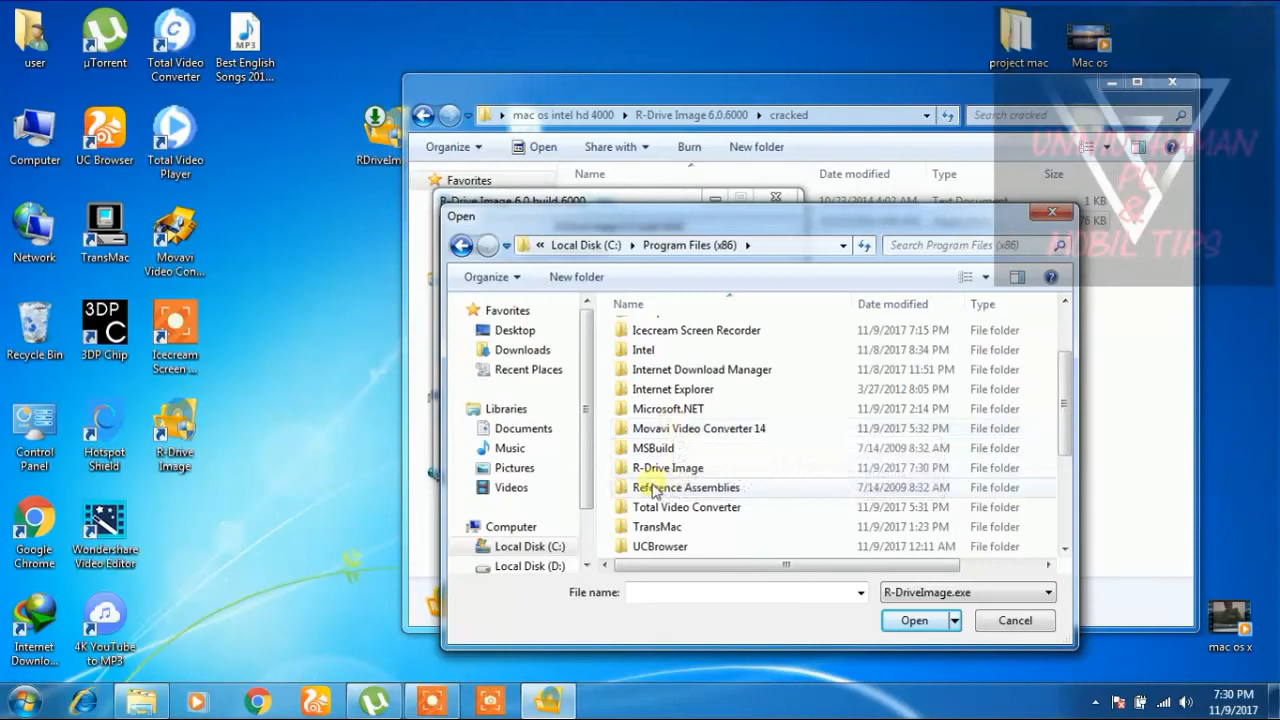 user
µTorrent
Total Video
Converter
Best English
Songs 201...
MP3
project mac
Mac os
Computer
UC Browser
Total Video
Player
RDriveIm
Network
TransMac
Movavi
Video Con...
Recycle Bin
3DP
C
3DP Chip
Icecream
Screen ...
Control
Panel
Hotspot
Shield
R-Drive
Image
Google
Chrome
Wondershare
Video Editor
Internet
Downlo...
4K YouTube
to MP3
mac os x
mac os intel hd 4000
R-Drive Image 6.0.6000
cracked
Search cracked
Organize
Open
Share with
Burn
New folder
Favorites
Name
Date modified
Type
Size
R-Drive Image 6.0 build 6000
10/23/2014 4:02 AM
Text Document
1 KB
76 KB
UNNIKUTTAMAN
PC
&
MOBIL TIPS
Open
« Local Disk (C:)
Program Files (x86)
Search Program Files (x86)
Organize
New folder
Favorites
Desktop
Downloads
Recent Places
Libraries
Documents
Music
Pictures
Videos
Computer
Local Disk (C:)
Local Disk (D:)
Name
Date modified
Type
Icecream Screen Recorder 11/9/2017 7:15 PM File folder
Intel 11/8/2017 8:34 PM File folder
Internet Download Manager 11/8/2017 11:51 PM File folder
Internet Explorer 3/27/2012 8:05 PM File folder
Microsoft.NET 11/9/2017 2:14 PM File folder
Movavi Video Converter 14 11/9/2017 5:32 PM File folder
MSBuild 7/14/2009 8:32 AM File folder
R-Drive Image 11/9/2017 7:30 PM File folder
Reference Assemblies 7/14/2009 8:32 AM File folder
Total Video Converter 11/9/2017 5:31 PM File folder
TransMac 11/9/2017 1:23 PM File folder
UCBrowser 11/9/2017 12:11 AM File folder
File name:
R-DriveImage.exe
Open
Cancel
7:30 PM
11/9/2017